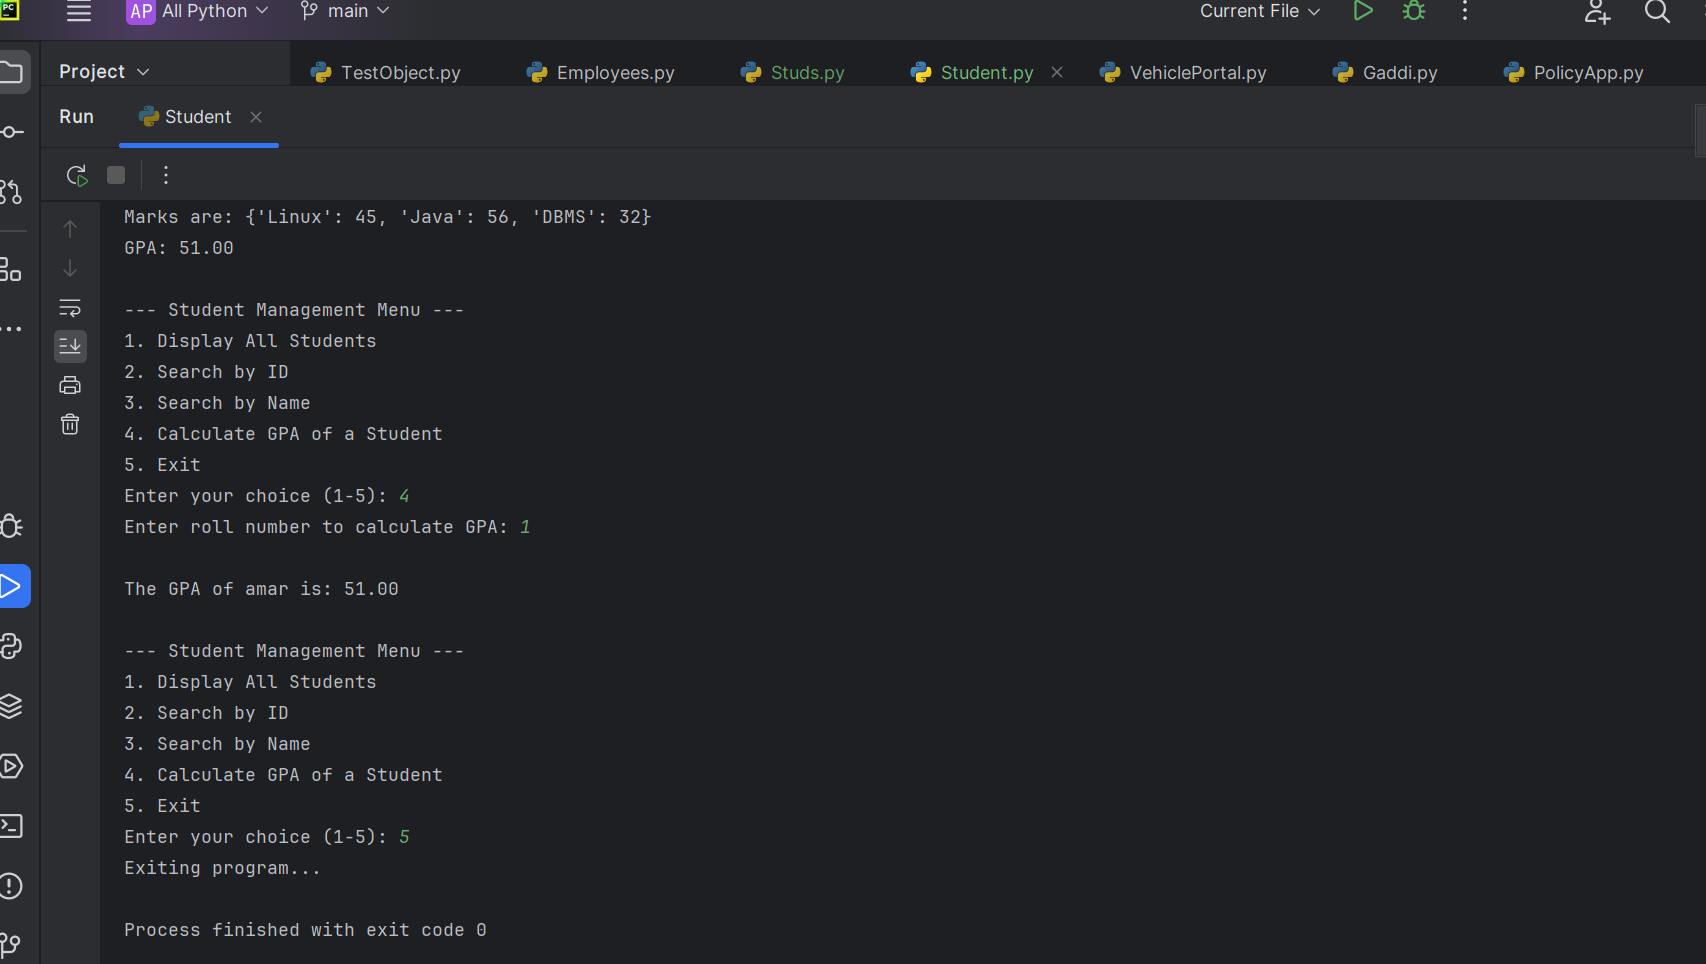 PC
AP All Python main Current File
Project TestObject.py Employees.py Studs.py Student.py VehiclePortal.py Gaddi.py PolicyApp.py
Run Student
Marks are: {'Linux': 45, 'Java': 56, 'DBMS': 32}
GPA: 51.00
--- Student Management Menu ---
1. Display All Students
2. Search by ID
3. Search by Name
4. Calculate GPA of a Student
5. Exit
Enter your choice (1-5): 4
Enter roll number to calculate GPA: 1
The GPA of amar is: 51.00
--- Student Management Menu ---
1. Display All Students
2. Search by ID
3. Search by Name
4. Calculate GPA of a Student
5. Exit
Enter your choice (1-5): 5
Exiting program...
Process finished with exit code 0